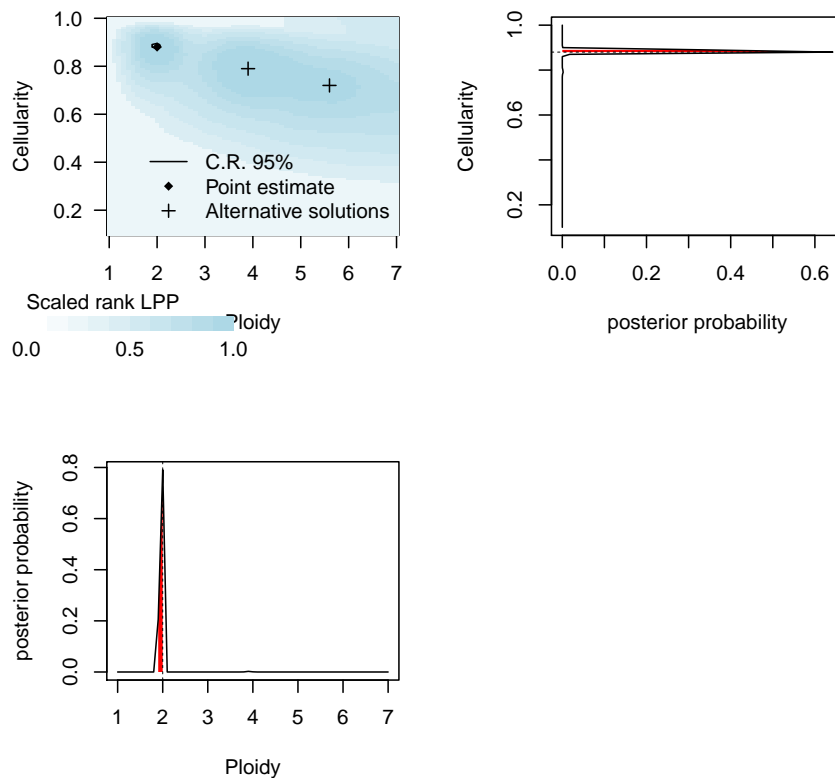 Cellularity
1.0
0.8
0.6
0.4
0.2
C.R. 95%
Point estimate
Alternative solutions
1 2 3 4 5 6 7
Ploidy
Scaled rank LPP
0.0 0.5 1.0
Cellularity
1.0
0.6
0.2
0.0 0.2 0.4 0.6
posterior probability
posterior probability
0.8
0.6
0.4
0.2
0.0
1 2 3 4 5 6 7
Ploidy